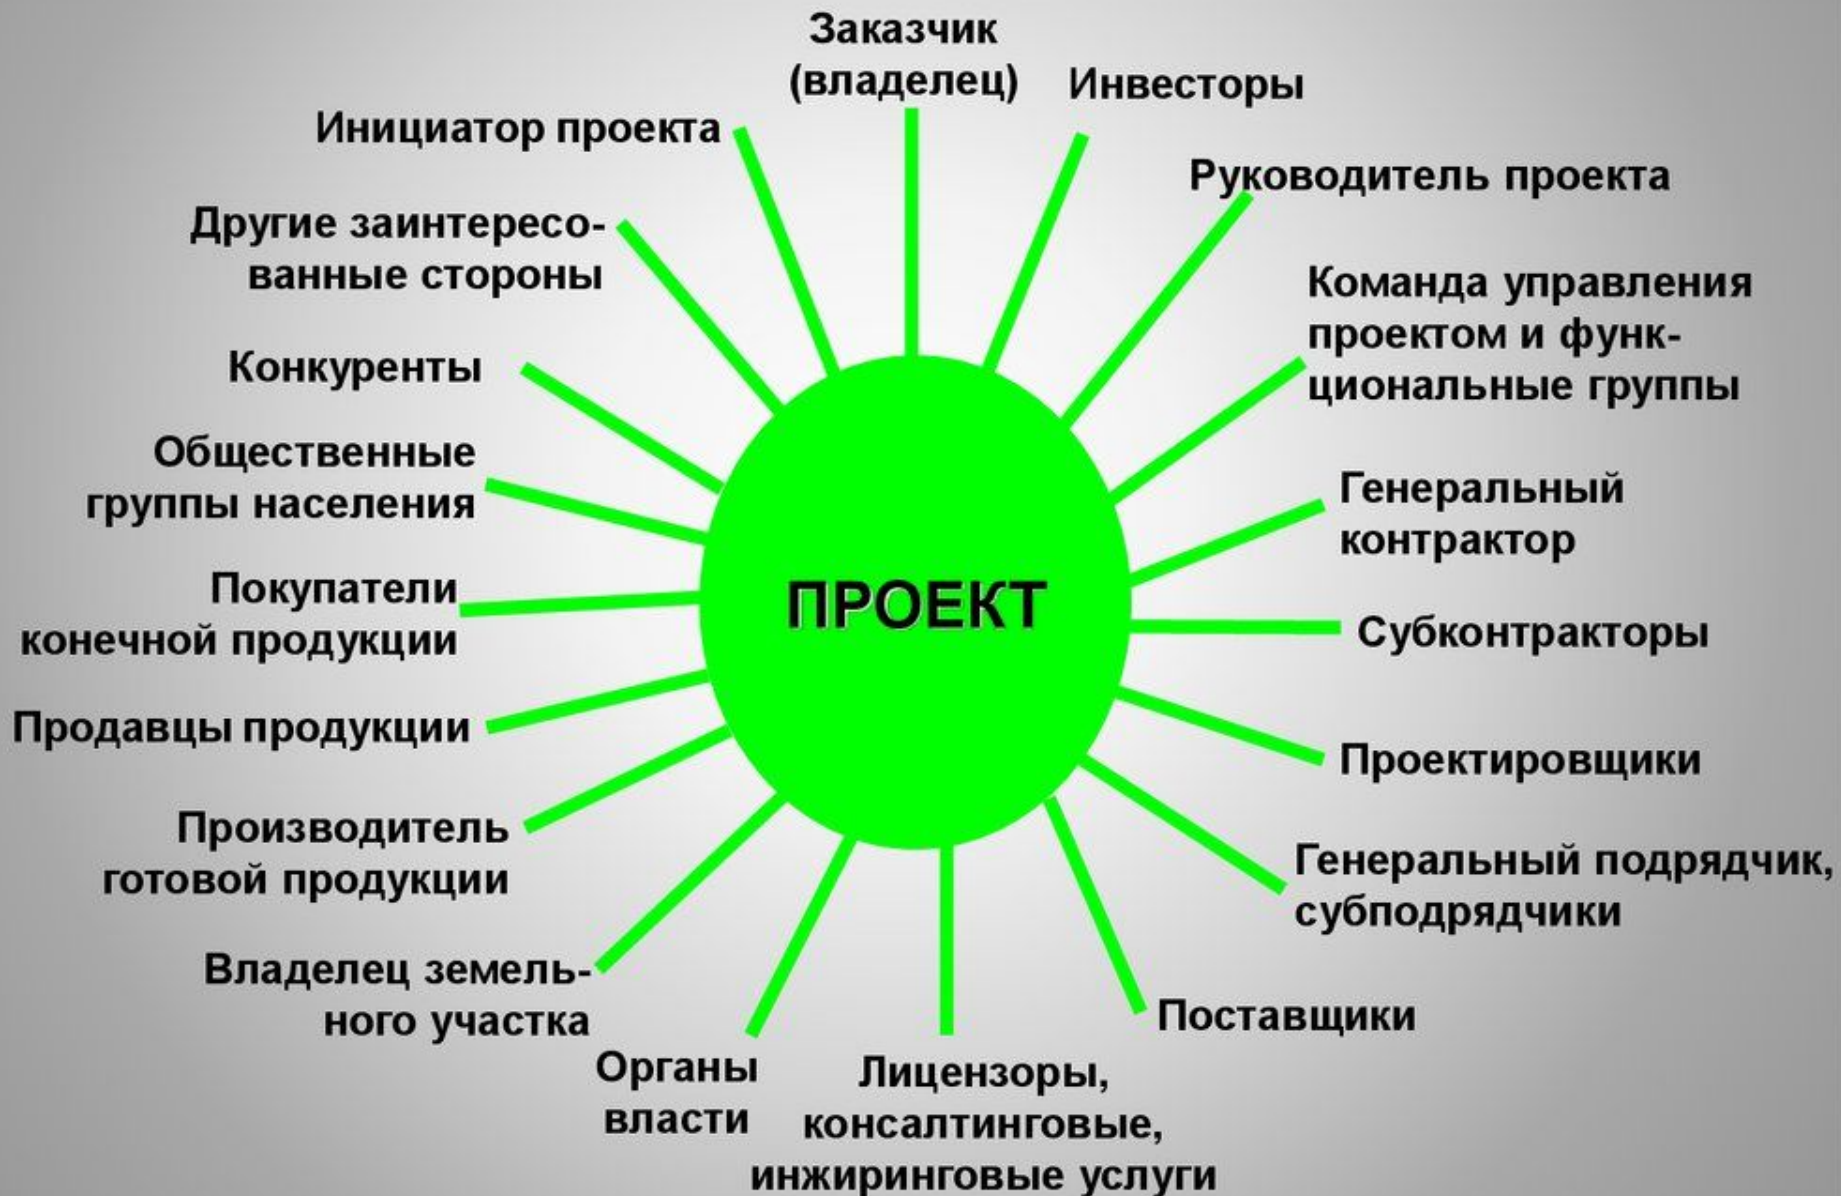 Заказчик
(владелец)
Инвесторы
Руководитель проекта
Команда управления
проектом и функ-
циональные группы
Генеральный
контрактор
Субконтракторы
Проектировщики
Генеральный подрядчик,
субподрядчики
Поставщики
Лицензоры,
консалтинговые,
инжиринговые услуги
Органы
власти
Владелец земель-
ного участка
Производитель
готовой продукции
Продавцы продукции
Покупатели
конечной продукции
Общественные
группы населения
Конкуренты
Другие заинтересо-
ванные стороны
Инициатор проекта
ПРОЕКТ